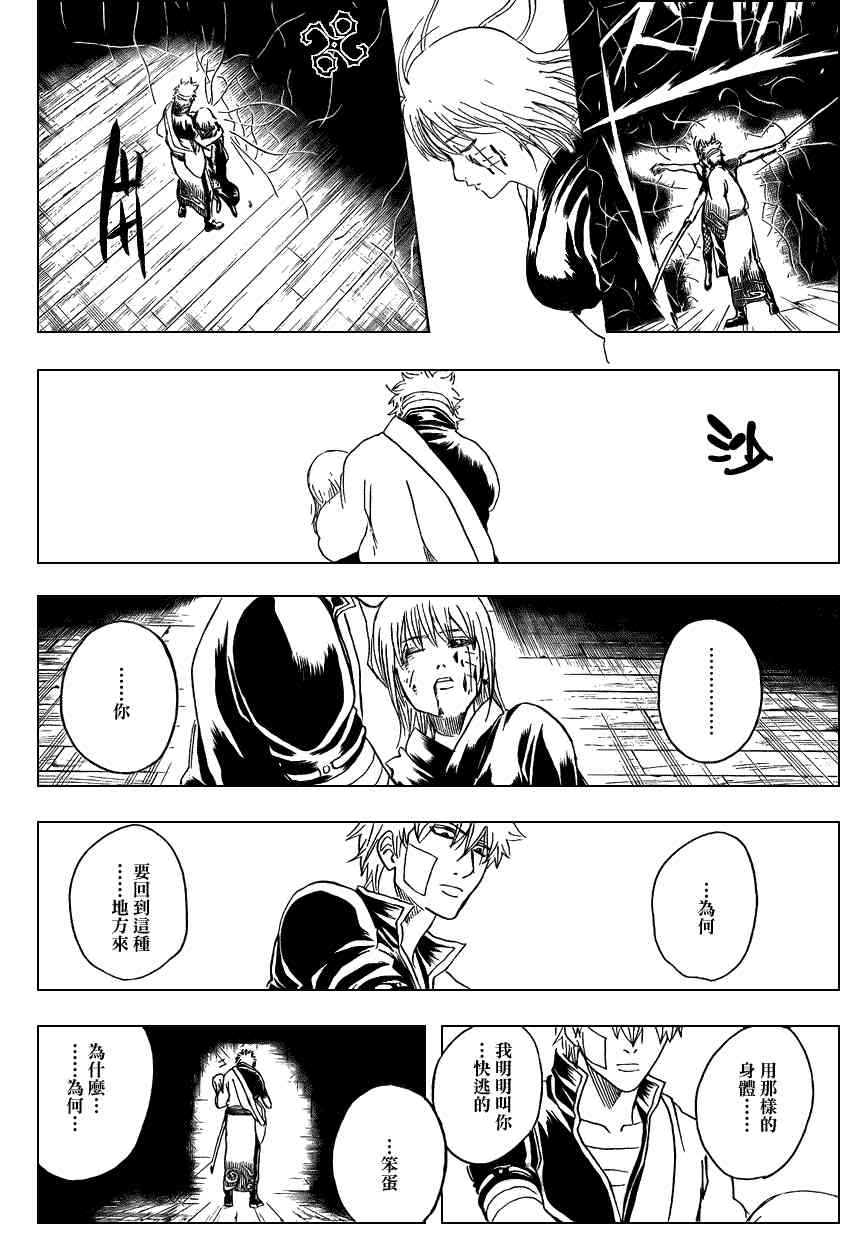 沙
…………
……你
…為何
要回到這種
……地方來
用那樣的
身體……
我明明叫你
…快逃的
…笨蛋
為什麼…
……為何…